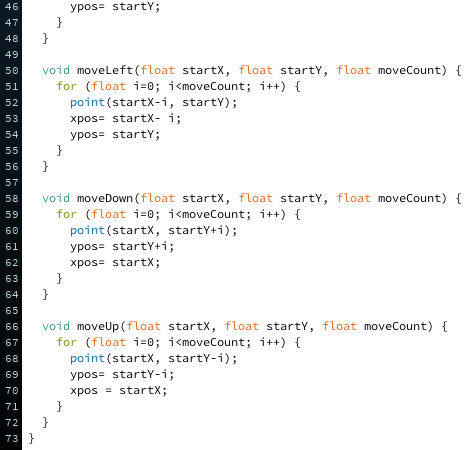 46       ypos= startY;
47     }
48   }
49
50   void moveLeft(float startX, float startY, float moveCount) {
51     for (float i=0; i<moveCount; i++) {
52       point(startX-i, startY);
53       xpos= startX- i;
54       ypos= startY;
55     }
56   }
57
58   void moveDown(float startX, float startY, float moveCount) {
59     for (float i=0; i<moveCount; i++) {
60       point(startX, startY+i);
61       ypos= startY+i;
62       xpos= startX;
63     }
64   }
65
66   void moveUp(float startX, float startY, float moveCount) {
67     for (float i=0; i<moveCount; i++) {
68       point(startX, startY-i);
69       ypos= startY-i;
70       xpos = startX;
71     }
72   }
73 }